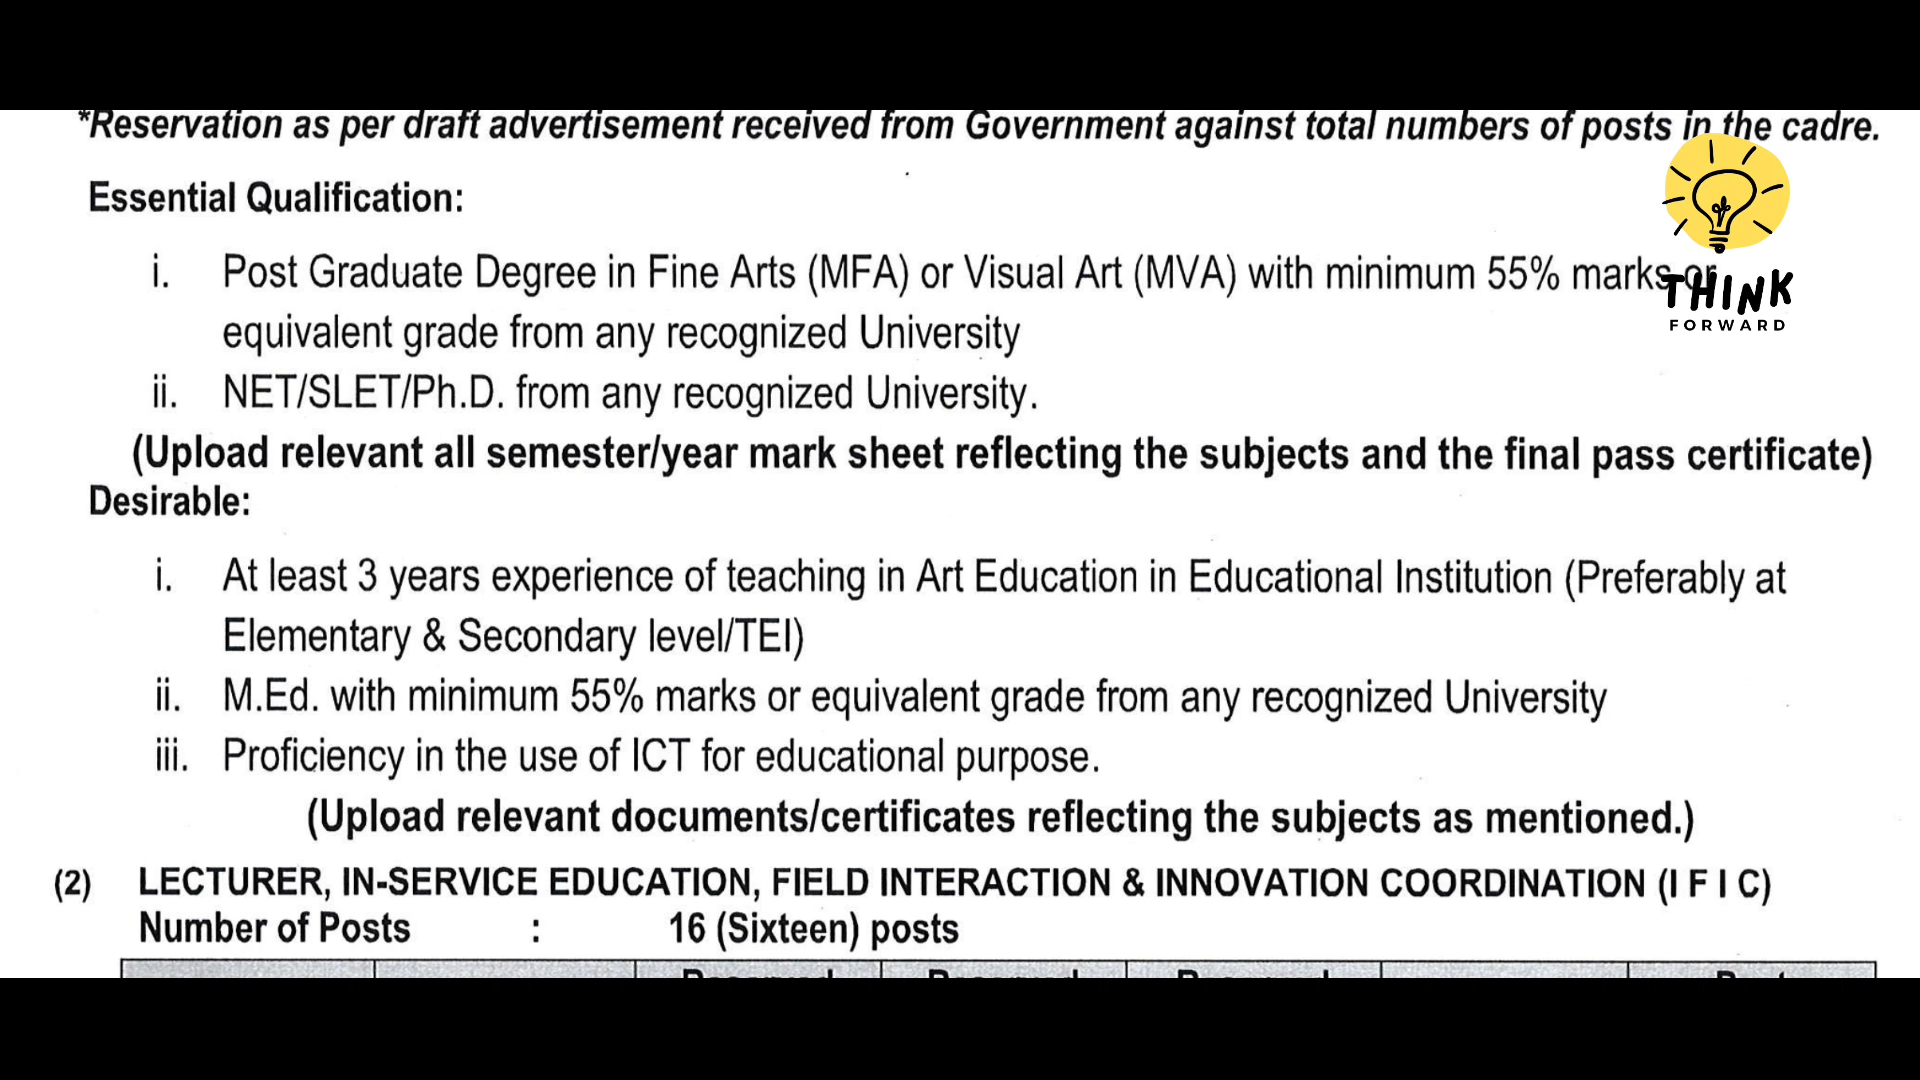 *Reservation as per draft advertisement received from Government against total numbers of posts in the cadre.
Essential Qualification:
i. Post Graduate Degree in Fine Arts (MFA) or Visual Art (MVA) with minimum 55% marks or
equivalent grade from any recognized University
ii. NET/SLET/Ph.D. from any recognized University.
(Upload relevant all semester/year mark sheet reflecting the subjects and the final pass certificate)
Desirable:
i. At least 3 years experience of teaching in Art Education in Educational Institution (Preferably at
Elementary & Secondary level/TEI)
ii. M.Ed. with minimum 55% marks or equivalent grade from any recognized University
iii. Proficiency in the use of ICT for educational purpose.
(Upload relevant documents/certificates reflecting the subjects as mentioned.)
(2) LECTURER, IN-SERVICE EDUCATION, FIELD INTERACTION & INNOVATION COORDINATION (I F I C)
Number of Posts : 16 (Sixteen) posts
THINK
FORWARD